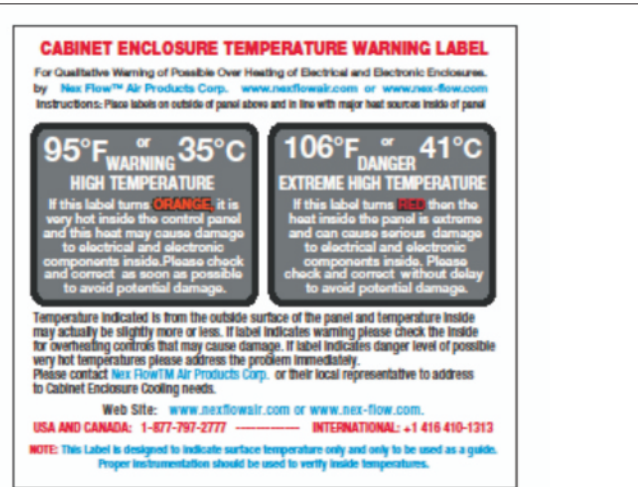 CABINET ENCLOSURE TEMPERATURE WARNING LABEL
For Qualitative Warning of Possible Over Heating of Electrical and Electronic Enclosures.
by Nex Flow™ Air Products Corp. www.nexflowair.com or www.nex-flow.com
Instructions: Place labels on outside of panel above and in line with major heat sources inside of panel
95°F or 35°C
WARNING
HIGH TEMPERATURE
If this label turns ORANGE, it is
very hot inside the control panel
and this heat may cause damage
to electrical and electronic
components inside.Please check
and correct as soon as possible
to avoid potential damage.
106°F or 41°C
DANGER
EXTREME HIGH TEMPERATURE
If this label turns RED then the
heat inside the panel is extreme
and can cause serious damage
to electrical and electronic
components inside. Please
check and correct without delay
to avoid potential damage.
Temperature indicated is from the outside surface of the panel and temperature inside
may actually be slightly more or less. If label indicates warning please check the inside
for overheating controls that may cause damage. If label indicates danger level of possible
very hot temperatures please address the problem immediately.
Please contact Nex FlowTM Air Products Corp. or their local representative to address
to Cabinet Enclosure Cooling needs.
Web Site: www.nexflowair.com or www.nex-flow.com.
USA AND CANADA: 1-877-797-2777 ---------------- INTERNATIONAL: +1 416 410-1313
NOTE: This Label is designed to indicate surface temperature only and only to be used as a guide.
Proper instrumentation should be used to verify inside temperatures.